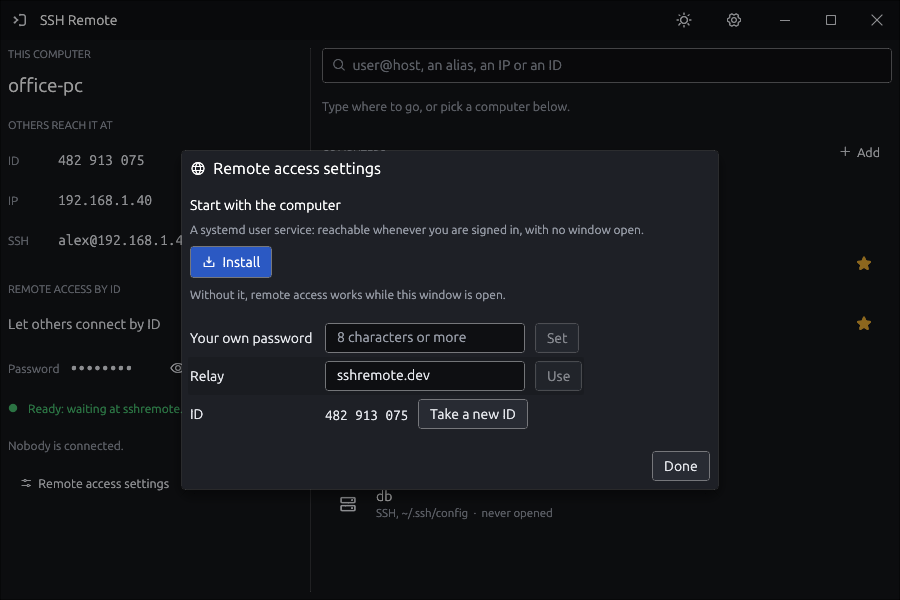 SSH Remote
THIS COMPUTER
office-pc
OTHERS REACH IT AT
ID 482 913 075
IP 192.168.1.40
SSH alex@192.168.1.4
REMOTE ACCESS BY ID
Let others connect by ID
Password ••••••••
Ready: waiting at sshremote.
Nobody is connected.
Remote access settings
user@host, an alias, an IP or an ID
Type where to go, or pick a computer below.
Add
Remote access settings
Start with the computer
A systemd user service: reachable whenever you are signed in, with no window open.
Install
Without it, remote access works while this window is open.
Your own password 8 characters or more Set
Relay sshremote.dev Use
ID 482 913 075 Take a new ID
Done
db
SSH, ~/.ssh/config · never opened